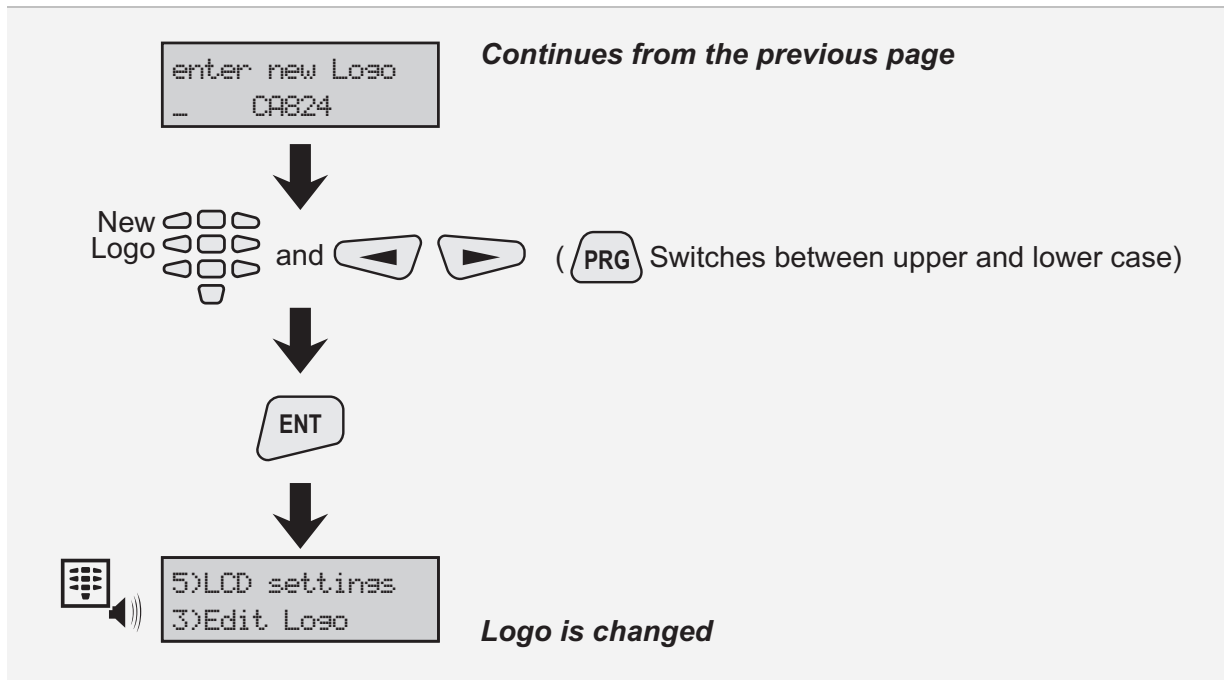 Continues from the previous page
enter new Logo
_ CA824
New
Logo
and
( PRG Switches between upper and lower case)
ENT
5)LCD settings
3)Edit Logo
Logo is changed